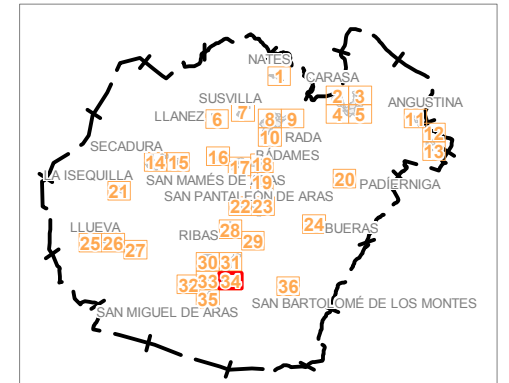 NATES
1
CARASA
2 3
SUSVILLA
ANGUSTINA
7
4 5
LLANEZ
6
8 9
11
12
10 RADA
SECADURA
13
16
BÁDAMES
14 15
17 18
LA ISEQUILLA
SAN MAMÉS DE ARAS
19
20 PADÍERNIGA
21
SAN PANTALEÓN DE ARAS
22 23
LLUEVA
24 BUERAS
RIBAS 28
25 26 27
29
30 31
32 33 34
36
35
SAN BARTOLOMÉ DE LOS MONTES
SAN MIGUEL DE ARAS